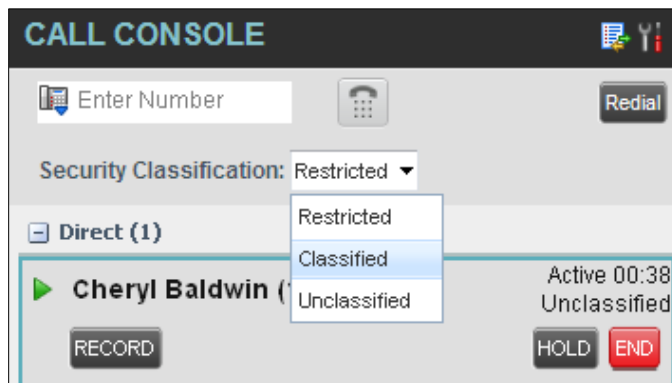 CALL CONSOLE
Enter Number
Redial
Security Classification: Restricted
Restricted
Classified
Unclassified
Direct (1)
Cheryl Baldwin (
Active 00:38
Unclassified
RECORD
HOLD
END